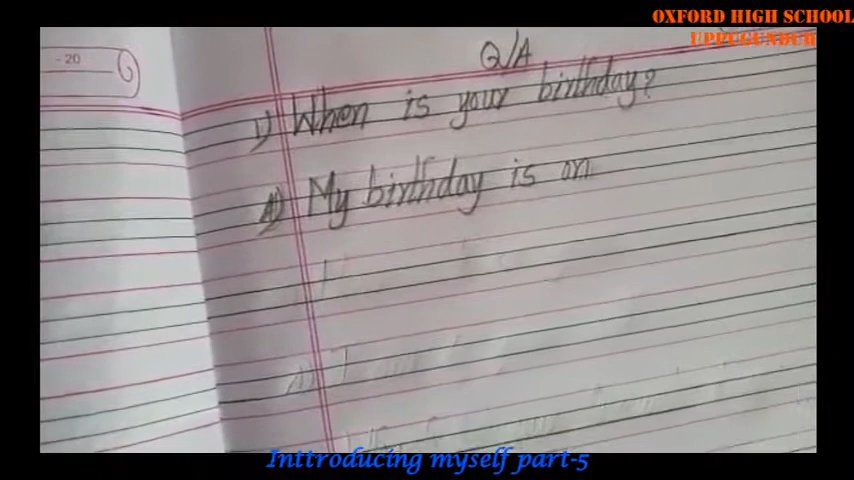 OXFORD HIGH SCHOOL
UPPUGUNDUR
- 20
Q/A
1) When is your birthday?
A) My birthday is on
Inttroducing myself part-5